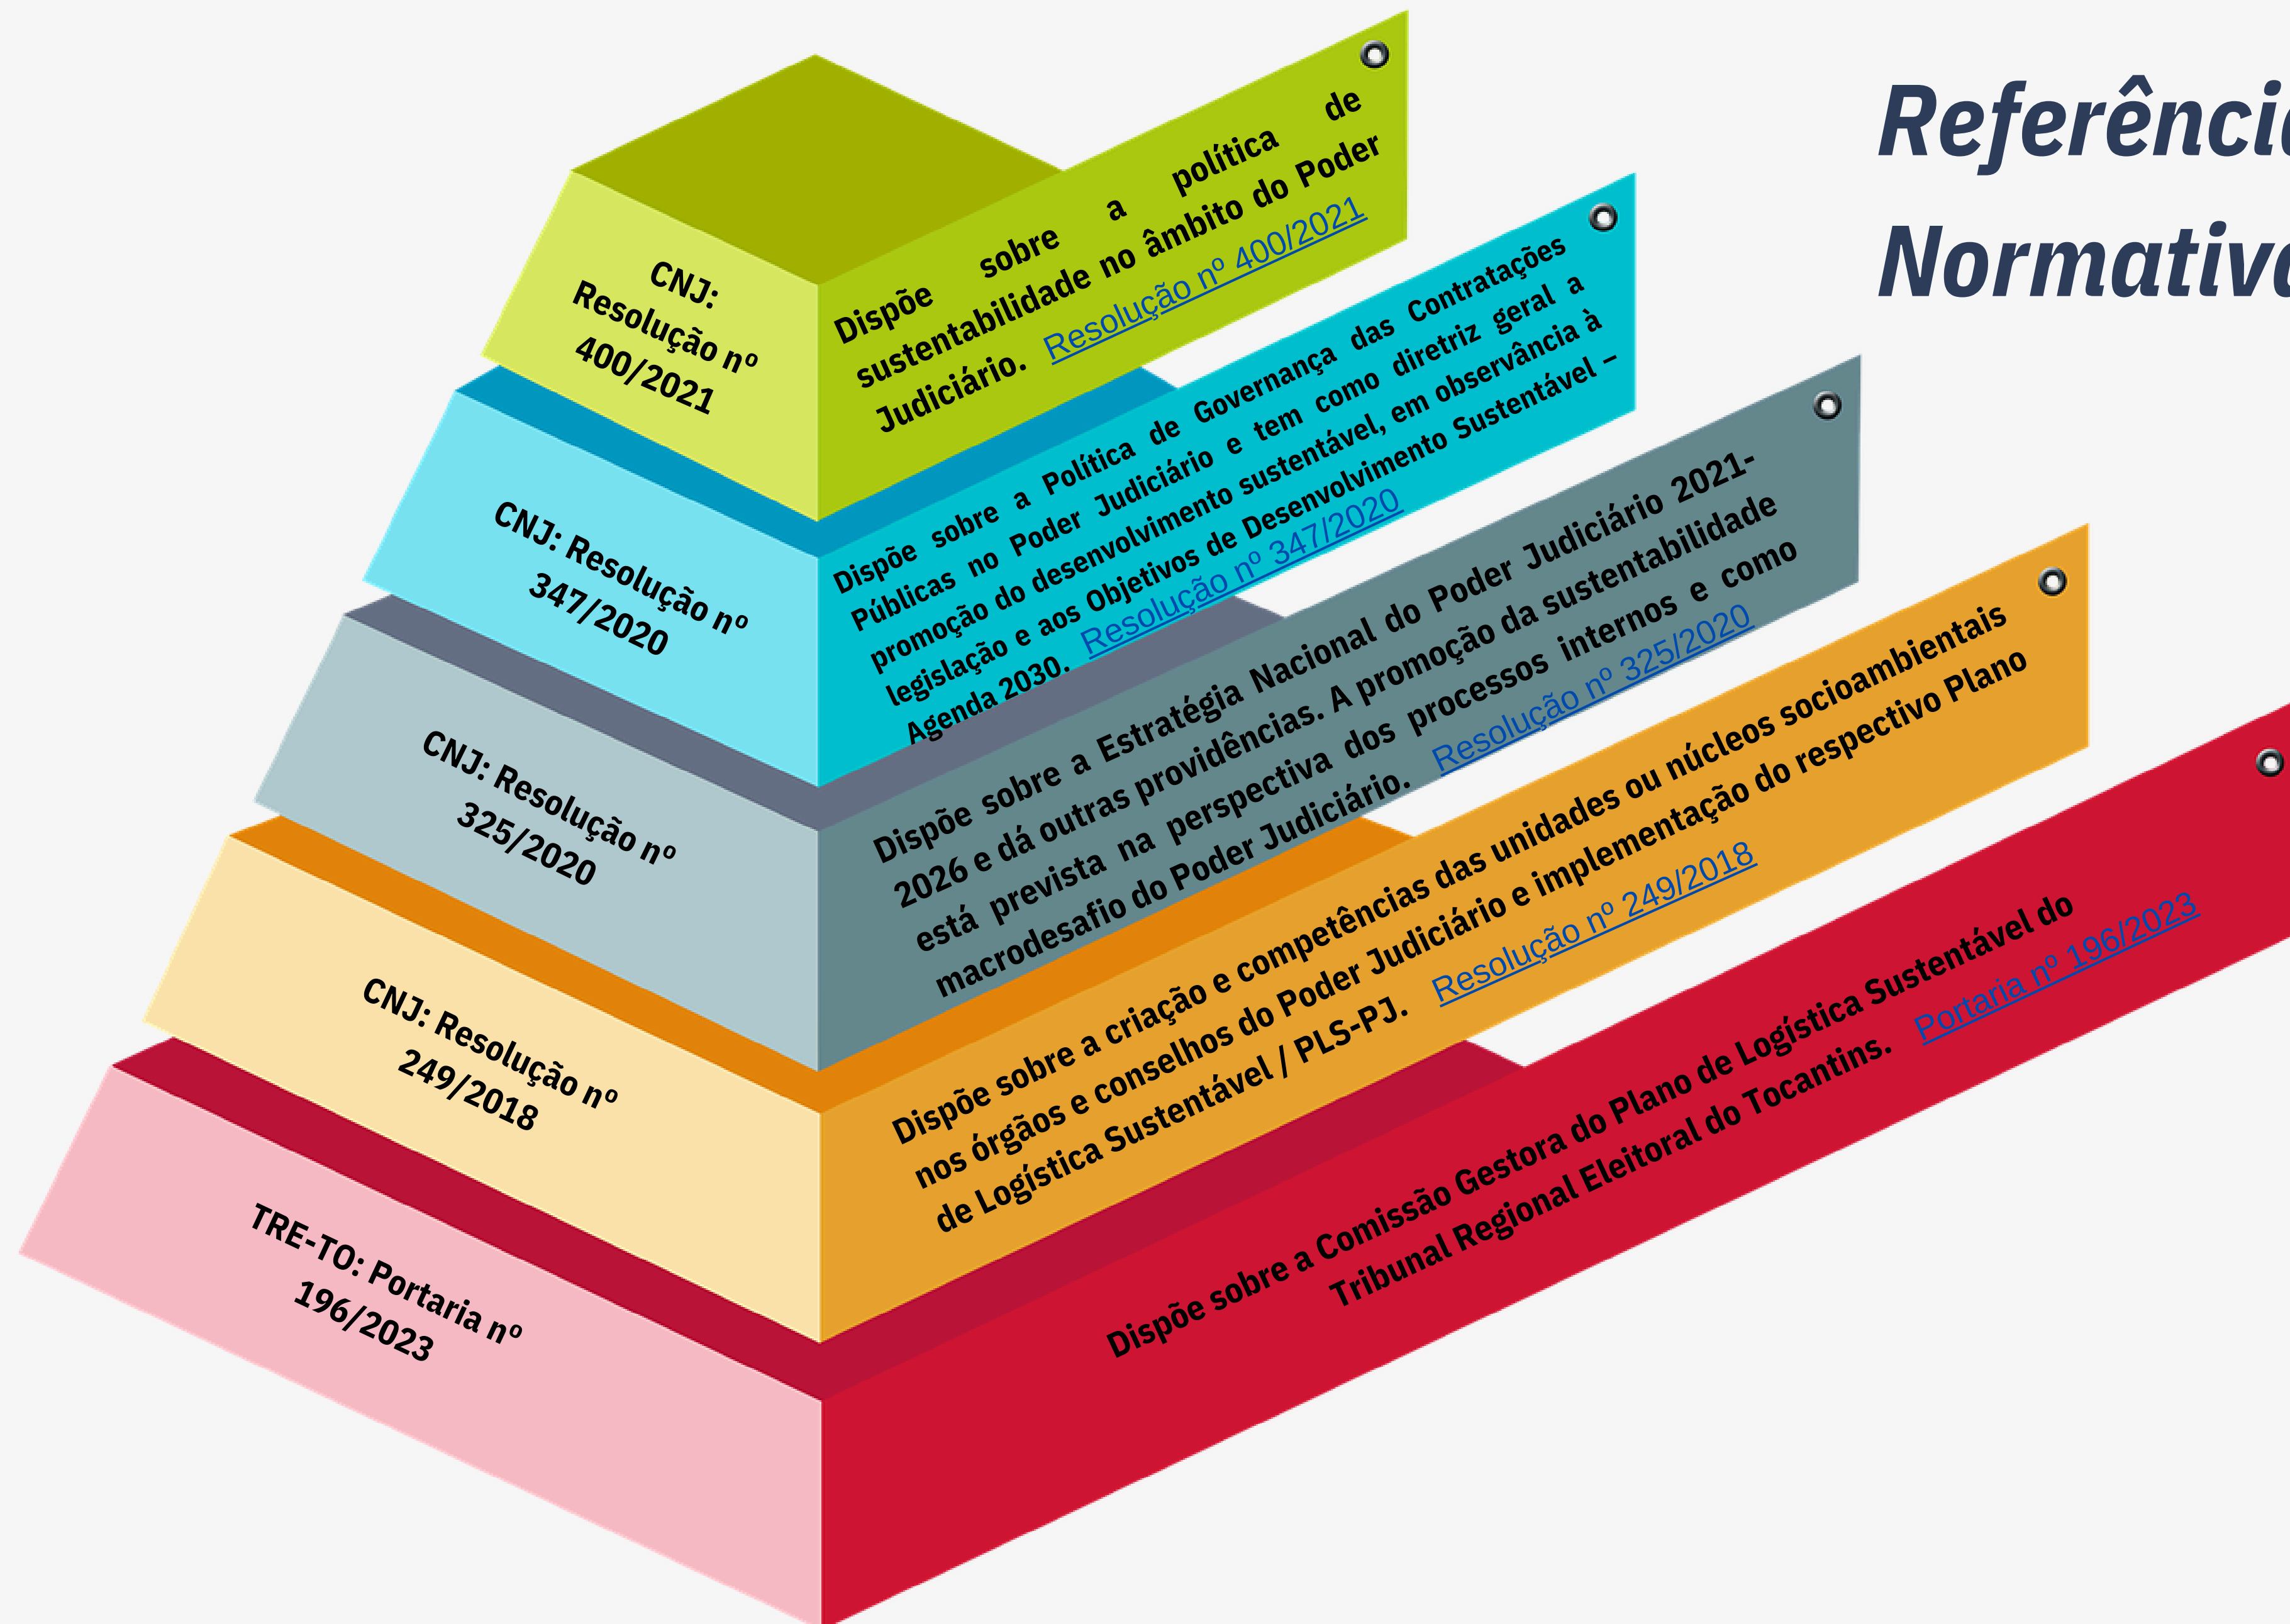 Referência
Normativa
CNJ:
Resolução nº
400/2021
Dispõe sobre a política de
sustentabilidade no âmbito do Poder
Judiciário. Resolução nº 400/2021
CNJ: Resolução nº
347/2020
Dispõe sobre a Política de Governança das Contratações
Públicas no Poder Judiciário e tem como diretriz geral a
promoção do desenvolvimento sustentável, em observância à
legislação e aos Objetivos de Desenvolvimento Sustentável –
Agenda 2030. Resolução nº 347/2020
CNJ: Resolução nº
325/2020
Dispõe sobre a Estratégia Nacional do Poder Judiciário 2021-
2026 e dá outras providências. A promoção da sustentabilidade
está prevista na perspectiva dos processos internos e como
macrodesafio do Poder Judiciário. Resolução nº 325/2020
CNJ: Resolução nº
249/2018
Dispõe sobre a criação e competências das unidades ou núcleos socioambientais
nos órgãos e conselhos do Poder Judiciário e implementação do respectivo Plano
de Logística Sustentável / PLS-PJ. Resolução nº 249/2018
TRE-TO: Portaria nº
196/2023
Dispõe sobre a Comissão Gestora do Plano de Logística Sustentável do
Tribunal Regional Eleitoral do Tocantins. Portaria nº 196/2023